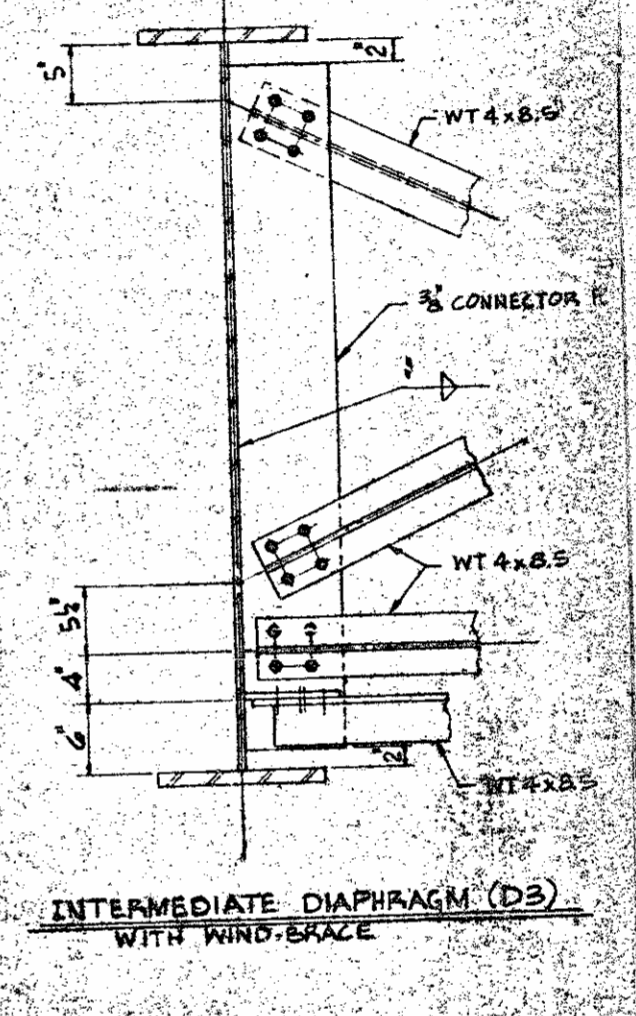 2"
5"
WT 4x8.5
3/8" CONNECTOR
WT 4x8.5
5½"
4"
6"
2"
WT 4x8.5
INTERMEDIATE DIAPHRAGM (D3)
WITH WIND-BRACE